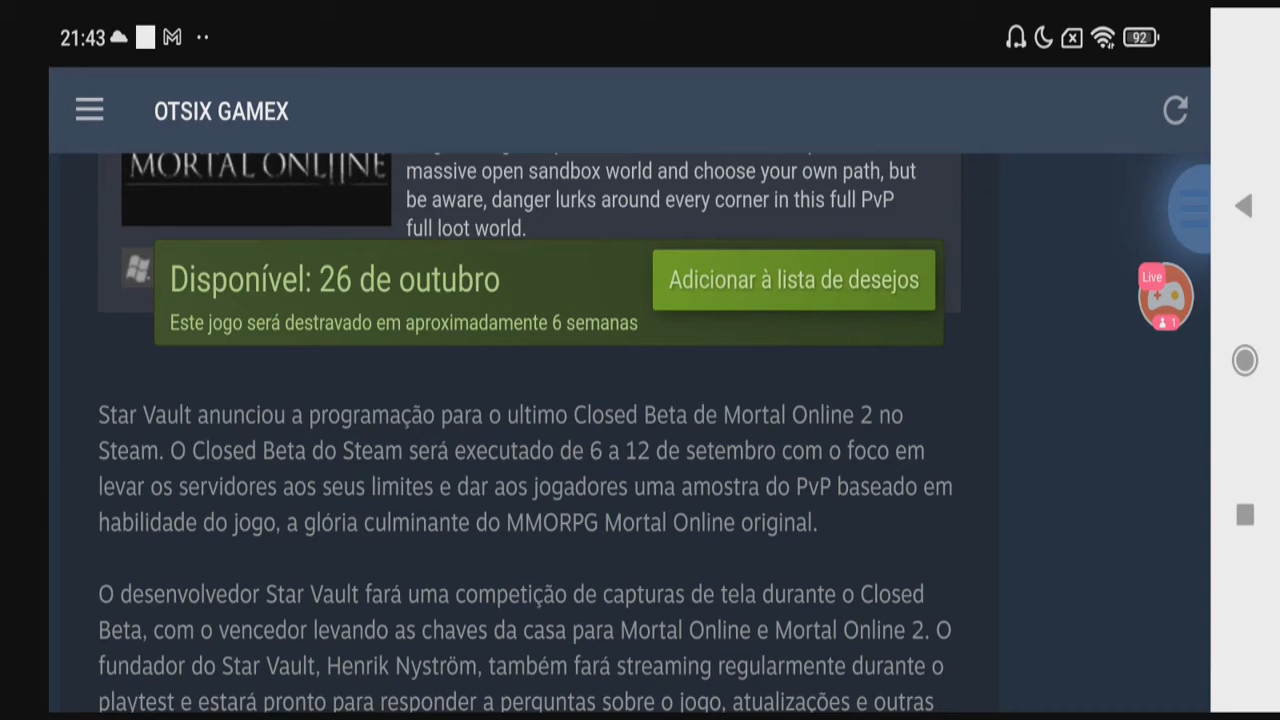 21:43
92
OTSIX GAMEX
MORTAL ONLINE
massive open sandbox world and choose your own path, but
be aware, danger lurks around every corner in this full PvP
full loot world.
Disponível: 26 de outubro
Adicionar à lista de desejos
Este jogo será destravado em aproximadamente 6 semanas
Live
1
Star Vault anunciou a programação para o ultimo Closed Beta de Mortal Online 2 no
Steam. O Closed Beta do Steam será executado de 6 a 12 de setembro com o foco em
levar os servidores aos seus limites e dar aos jogadores uma amostra do PvP baseado em
habilidade do jogo, a glória culminante do MMORPG Mortal Online original.
O desenvolvedor Star Vault fará uma competição de capturas de tela durante o Closed
Beta, com o vencedor levando as chaves da casa para Mortal Online e Mortal Online 2. O
fundador do Star Vault, Henrik Nyström, também fará streaming regularmente durante o
playtest e estará pronto para responder a perguntas sobre o jogo, atualizações e outras